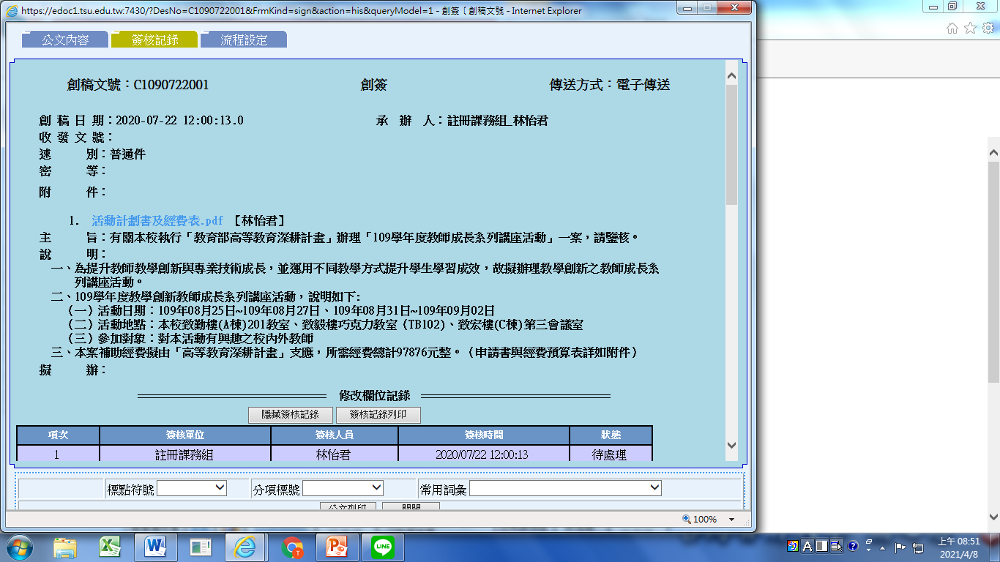 https://edoc1.tsu.edu.tw:7430/?DesNo=C1090722001&FrmKind=sign&action=his&queryModel=1 - 創簽〔創稿文號 - Internet Explorer
公文內容 簽核記錄 流程設定
創稿文號：C1090722001 創簽 傳送方式：電子傳送
創 稿 日 期：2020-07-22 12:00:13.0 承 辦 人：註冊課務組_林怡君
收 發 文 號：
速 別：普通件
密 等：
附 件：
1. 活動計劃書及經費表.pdf 【林怡君】
主 旨：有關本校執行「教育部高等教育深耕計畫」辦理「109學年度教師成長系列講座活動」一案，請鑒核。
說 明：
一、為提升教師教學創新與專業技術成長，並運用不同教學方式提升學生學習成效，故擬辦理教學創新之教師成長系
列講座活動。
二、109學年度教學創新教師成長系列講座活動，說明如下:
（一）活動日期：109年08月25日~109年08月27日、109年08月31日~109年09月02日
（二）活動地點：本校致勤樓(A棟)201教室、致毅樓巧克力教室（TB102)、致宏樓(C棟)第三會議室
（三）參加對象：對本活動有興趣之校內外教師
三、本案補助經費擬由「高等教育深耕計畫」支應，所需經費總計97876元整。（申請書與經費預算表詳如附件）
擬 辦：
修改欄位記錄
隱藏簽核記錄 簽核記錄列印
項次 簽核單位 簽核人員 簽核時間 狀態
1 註冊課務組 林怡君 2020/07/22 12:00:13 待處理
標點符號 分項標號 常用詞彙
公文列印 關閉
100%
上午 08:51
2021/4/8